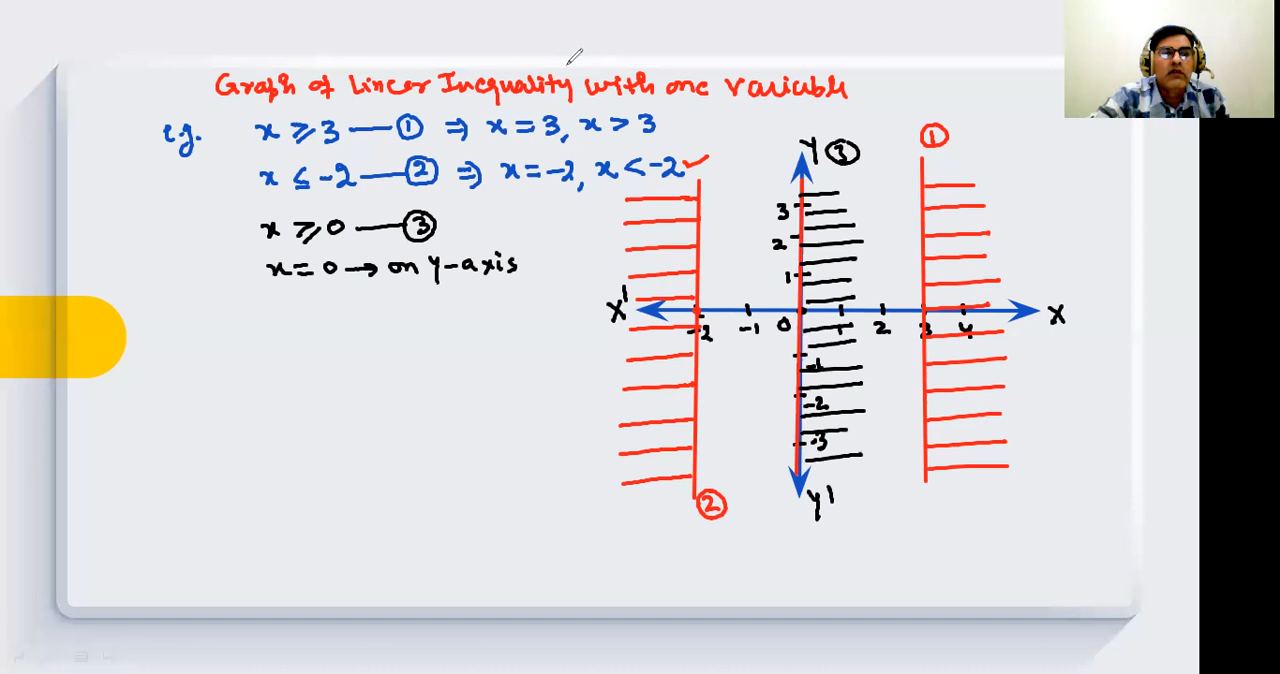 Graph of Linear Inequality with one Variable
e.g. x ≥ 3 — ① ⇒ x = 3, x > 3
x ≤ -2 — ② ⇒ x = -2, x < -2 ✓
x ≥ 0 — ③
x = 0 → on Y-axis
Y ③
①
3
2
1
X' -2 -1 0 1 2 3 4 X
-1
-2
-3
Y'
②